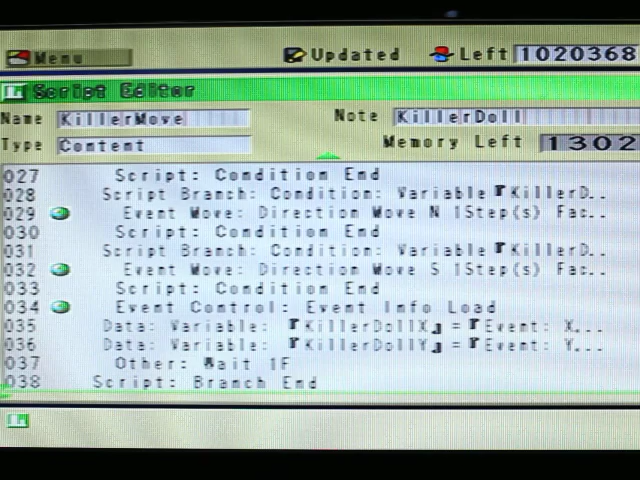 Menu Updated Left 1020368
Script Editor
Name KillerMove Note KillerDoll
Type Content Memory Left 1302
027 Script: Condition End
028 Script Branch: Condition: Variable『KillerD..
029 Event Move: Direction Move N 1Step(s) Fac..
030 Script: Condition End
031 Script Branch: Condition: Variable『KillerD..
032 Event Move: Direction Move S 1Step(s) Fac..
033 Script: Condition End
034 Event Control: Event Info Load
035 Data: Variable: 『KillerDollX』=『Event: X...
036 Data: Variable: 『KillerDollY』=『Event: Y...
037 Other: Wait 1F
038 Script: Branch End